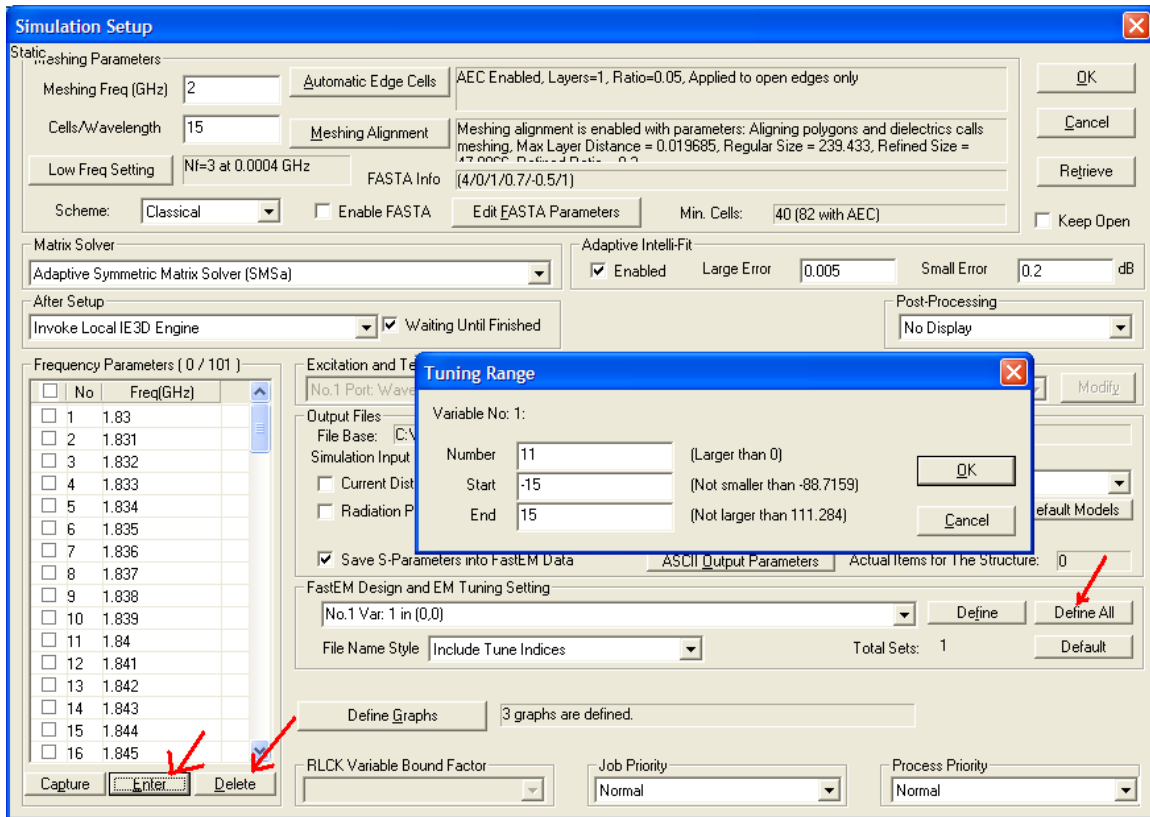 Simulation Setup
Static
Meshing Parameters
Meshing Freq (GHz) 2 Automatic Edge Cells AEC Enabled, Layers=1, Ratio=0.05, Applied to open edges only OK
Cells/Wavelength 15 Meshing Alignment Meshing alignment is enabled with parameters: Aligning polygons and dielectrics calls Cancel
meshing, Max Layer Distance = 0.019685, Regular Size = 239.433, Refined Size =
Low Freq Setting Nf=3 at 0.0004 GHz FASTA Info (4/0/1/0.7/-0.5/1) Retrieve
Scheme: Classical Enable FASTA Edit FASTA Parameters Min. Cells: 40 (82 with AEC) Keep Open
Matrix Solver Adaptive Intelli-Fit
Adaptive Symmetric Matrix Solver (SMSa) Enabled Large Error 0.005 Small Error 0.2 dB
After Setup Post-Processing
Invoke Local IE3D Engine Waiting Until Finished No Display
Frequency Parameters ( 0 / 101 ) Excitation and Te
No Freq(GHz) No.1 Port: Wave Modify
1 1.83
2 1.831
3 1.832
4 1.833
5 1.834
6 1.835
7 1.836
8 1.837
9 1.838
10 1.839
11 1.84
12 1.841
13 1.842
14 1.843
15 1.844
16 1.845
Capture Enter Delete
Output Files
File Base: C:\
Simulation Input
Current Dist
Radiation P efault Models
Tuning Range
Variable No: 1:
Number 11 (Larger than 0)
Start -15 (Not smaller than -88.7159)
End 15 (Not larger than 111.284)
OK
Cancel
Save S-Parameters into FastEM Data ASCII Output Parameters Actual Items for The Structure: 0
FastEM Design and EM Tuning Setting
No.1 Var: 1 in (0,0) Define Define All
File Name Style Include Tune Indices Total Sets: 1 Default
Define Graphs 3 graphs are defined.
RLCK Variable Bound Factor Job Priority Process Priority
Normal Normal